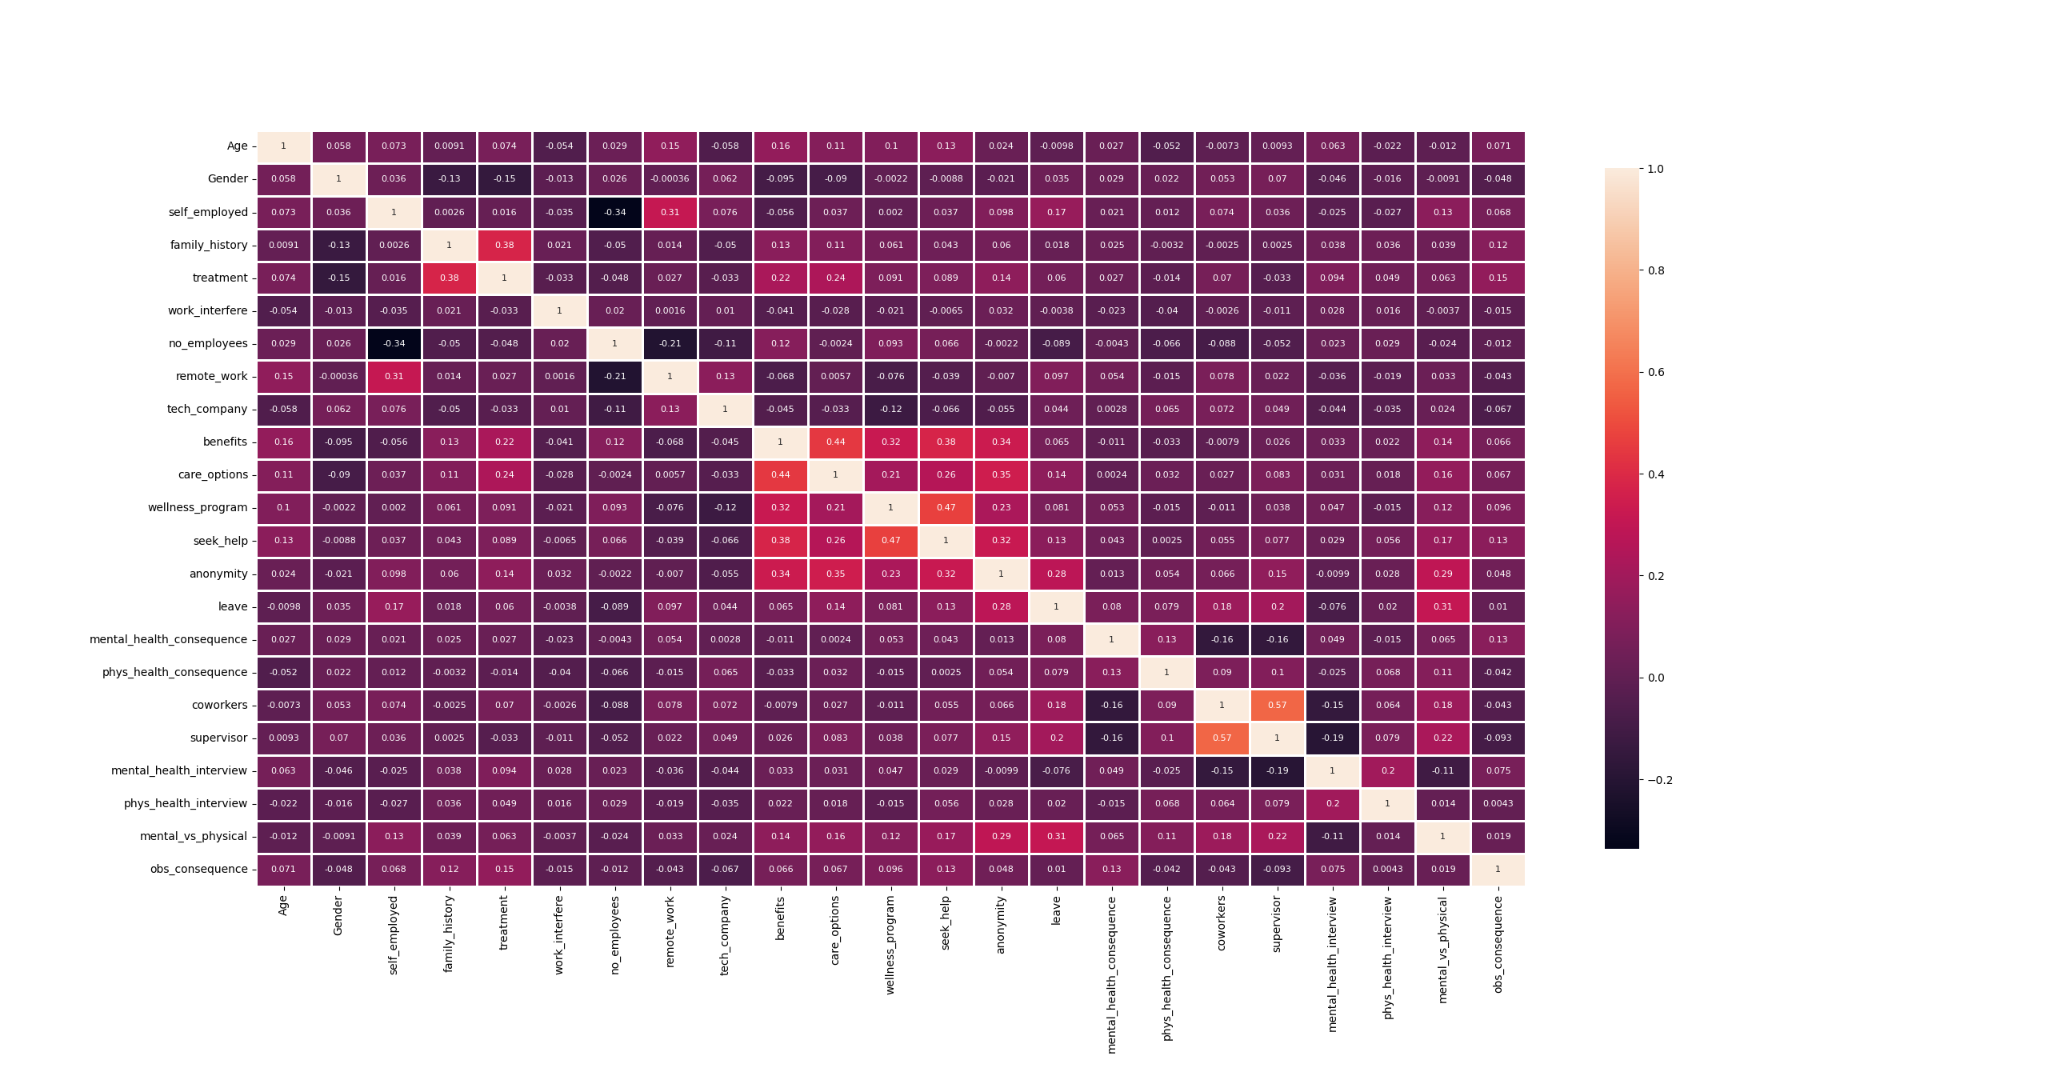 Age 1 0.058 0.073 0.0091 0.074 -0.054 0.029 0.15 -0.058 0.16 0.11 0.1 0.13 0.024 -0.0098 0.027 -0.052 -0.0073 0.0093 0.063 -0.022 -0.012 0.071
Gender 0.058 1 0.036 -0.13 -0.15 -0.013 0.026 -0.00036 0.062 -0.095 -0.09 -0.0022 -0.0088 -0.021 0.035 0.029 0.022 0.053 0.07 -0.046 -0.016 -0.0091 -0.048
self_employed 0.073 0.036 1 0.0026 0.016 -0.035 -0.34 0.31 0.076 -0.056 0.037 0.002 0.037 0.098 0.17 0.021 0.012 0.074 0.036 -0.025 -0.027 0.13 0.068
family_history 0.0091 -0.13 0.0026 1 0.38 0.021 -0.05 0.014 -0.05 0.13 0.11 0.061 0.043 0.06 0.018 0.025 -0.0032 -0.0025 0.0025 0.038 0.036 0.039 0.12
treatment 0.074 -0.15 0.016 0.38 1 -0.033 -0.048 0.027 -0.033 0.22 0.24 0.091 0.089 0.14 0.06 0.027 -0.014 0.07 -0.033 0.094 0.049 0.063 0.15
work_interfere -0.054 -0.013 -0.035 0.021 -0.033 1 0.02 0.0016 0.01 -0.041 -0.028 -0.021 -0.0065 0.032 -0.0038 -0.023 -0.04 -0.0026 -0.011 0.028 0.016 -0.0037 -0.015
no_employees 0.029 0.026 -0.34 -0.05 -0.048 0.02 1 -0.21 -0.11 0.12 -0.0024 0.093 0.066 -0.0022 -0.089 -0.0043 -0.066 -0.088 -0.052 0.023 0.029 -0.024 -0.012
remote_work 0.15 -0.00036 0.31 0.014 0.027 0.0016 -0.21 1 0.13 -0.068 0.0057 -0.076 -0.039 -0.007 0.097 0.054 -0.015 0.078 0.022 -0.036 -0.019 0.033 -0.043
tech_company -0.058 0.062 0.076 -0.05 -0.033 0.01 -0.11 0.13 1 -0.045 -0.033 -0.12 -0.066 -0.055 0.044 0.0028 0.065 0.072 0.049 -0.044 -0.035 0.024 -0.067
benefits 0.16 -0.095 -0.056 0.13 0.22 -0.041 0.12 -0.068 -0.045 1 0.44 0.32 0.38 0.34 0.065 -0.011 -0.033 -0.0079 0.026 0.033 0.022 0.14 0.066
care_options 0.11 -0.09 0.037 0.11 0.24 -0.028 -0.0024 0.0057 -0.033 0.44 1 0.21 0.26 0.35 0.14 0.0024 0.032 0.027 0.083 0.031 0.018 0.16 0.067
wellness_program 0.1 -0.0022 0.002 0.061 0.091 -0.021 0.093 -0.076 -0.12 0.32 0.21 1 0.47 0.23 0.081 0.053 -0.015 -0.011 0.038 0.047 -0.015 0.12 0.096
seek_help 0.13 -0.0088 0.037 0.043 0.089 -0.0065 0.066 -0.039 -0.066 0.38 0.26 0.47 1 0.32 0.13 0.043 0.0025 0.055 0.077 0.029 0.056 0.17 0.13
anonymity 0.024 -0.021 0.098 0.06 0.14 0.032 -0.0022 -0.007 -0.055 0.34 0.35 0.23 0.32 1 0.28 0.013 0.054 0.066 0.15 -0.0099 0.028 0.29 0.048
leave -0.0098 0.035 0.17 0.018 0.06 -0.0038 -0.089 0.097 0.044 0.065 0.14 0.081 0.13 0.28 1 0.08 0.079 0.18 0.2 -0.076 0.02 0.31 0.01
mental_health_consequence 0.027 0.029 0.021 0.025 0.027 -0.023 -0.0043 0.054 0.0028 -0.011 0.0024 0.053 0.043 0.013 0.08 1 0.13 -0.16 -0.16 0.049 -0.015 0.065 0.13
phys_health_consequence -0.052 0.022 0.012 -0.0032 -0.014 -0.04 -0.066 -0.015 0.065 -0.033 0.032 -0.015 0.0025 0.054 0.079 0.13 1 0.09 0.1 -0.025 0.068 0.11 -0.042
coworkers -0.0073 0.053 0.074 -0.0025 0.07 -0.0026 -0.088 0.078 0.072 -0.0079 0.027 -0.011 0.055 0.066 0.18 -0.16 0.09 1 0.57 -0.15 0.064 0.18 -0.043
supervisor 0.0093 0.07 0.036 0.0025 -0.033 -0.011 -0.052 0.022 0.049 0.026 0.083 0.038 0.077 0.15 0.2 -0.16 0.1 0.57 1 -0.19 0.079 0.22 -0.093
mental_health_interview 0.063 -0.046 -0.025 0.038 0.094 0.028 0.023 -0.036 -0.044 0.033 0.031 0.047 0.029 -0.0099 -0.076 0.049 -0.025 -0.15 -0.19 1 0.2 -0.11 0.075
phys_health_interview -0.022 -0.016 -0.027 0.036 0.049 0.016 0.029 -0.019 -0.035 0.022 0.018 -0.015 0.056 0.028 0.02 -0.015 0.068 0.064 0.079 0.2 1 0.014 0.0043
mental_vs_physical -0.012 -0.0091 0.13 0.039 0.063 -0.0037 -0.024 0.033 0.024 0.14 0.16 0.12 0.17 0.29 0.31 0.065 0.11 0.18 0.22 -0.11 0.014 1 0.019
obs_consequence 0.071 -0.048 0.068 0.12 0.15 -0.015 -0.012 -0.043 -0.067 0.066 0.067 0.096 0.13 0.048 0.01 0.13 -0.042 -0.043 -0.093 0.075 0.0043 0.019 1
Age
Gender
self_employed
family_history
treatment
work_interfere
no_employees
remote_work
tech_company
benefits
care_options
wellness_program
seek_help
anonymity
leave
mental_health_consequence
phys_health_consequence
coworkers
supervisor
mental_health_interview
phys_health_interview
mental_vs_physical
obs_consequence
1.0
0.8
0.6
0.4
0.2
0.0
−0.2